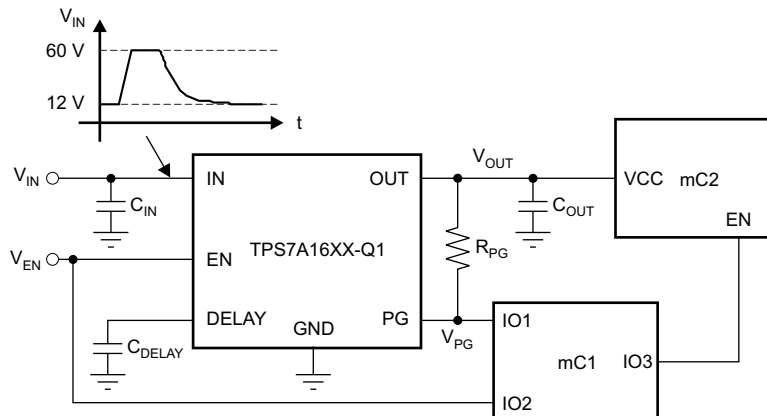 V_IN
60 V
12 V
t
V_IN
IN
OUT
V_OUT
VCC
mC2
C_IN
C_OUT
EN
V_EN
EN
TPS7A16XX-Q1
R_PG
DELAY
GND
PG
IO1
C_DELAY
V_PG
mC1
IO3
IO2